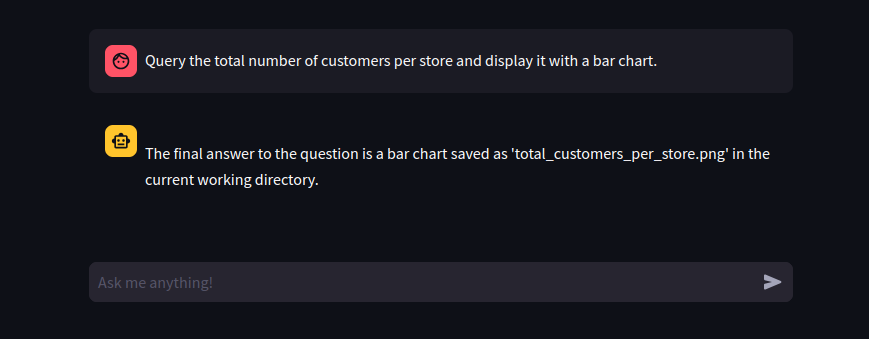 Query the total number of customers per store and display it with a bar chart.
The final answer to the question is a bar chart saved as 'total_customers_per_store.png' in the
current working directory.
Ask me anything!